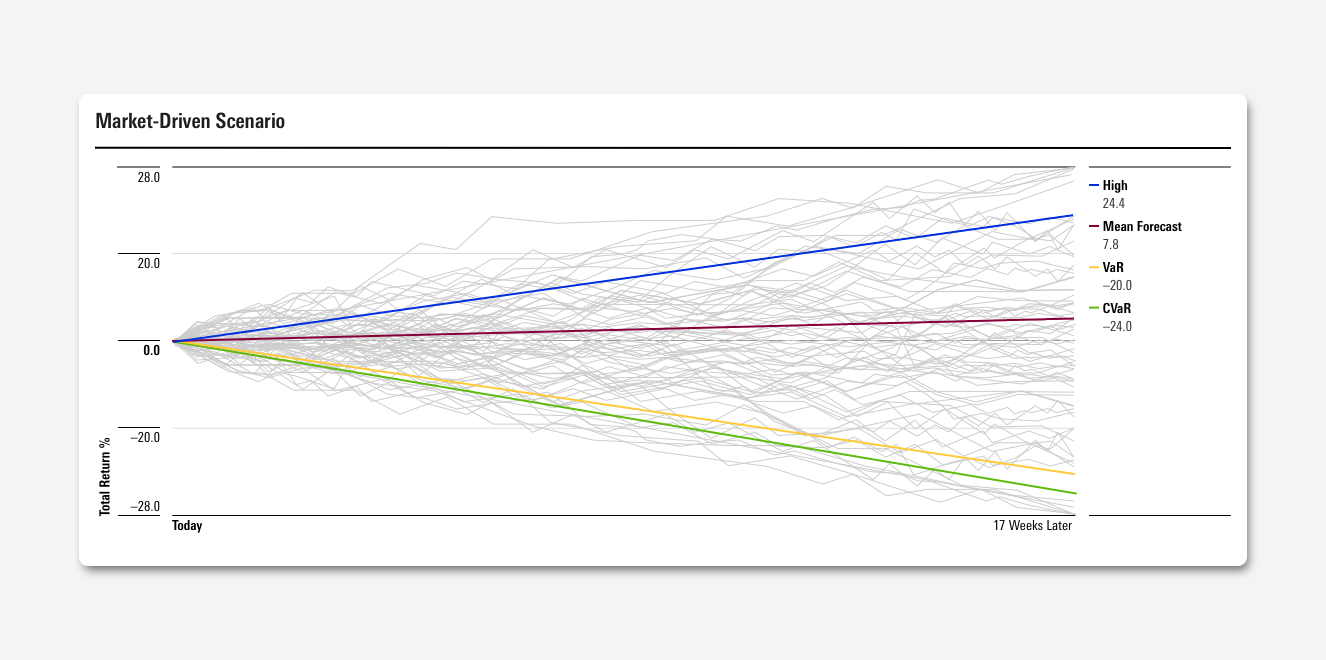 Market-Driven Scenario
28.0
20.0
0.0
–20.0
–28.0
Total Return %
Today
17 Weeks Later
High
24.4
Mean Forecast
7.8
VaR
–20.0
CVaR
–24.0